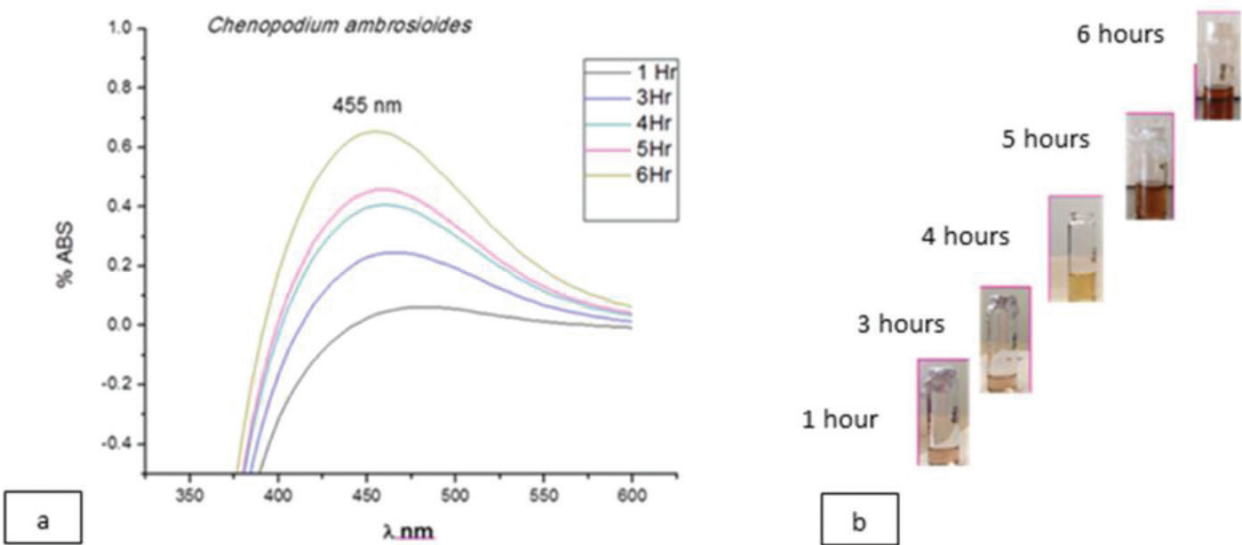 Chenopodium ambrosioides
1.0
0.8
0.6
0.4
0.2
0.0
-0.2
-0.4
% ABS
455 nm
1 Hr
3Hr
4Hr
5Hr
6Hr
350
400
450
500
550
600
λ nm
a
6 hours
5 hours
4 hours
3 hours
1 hour
b